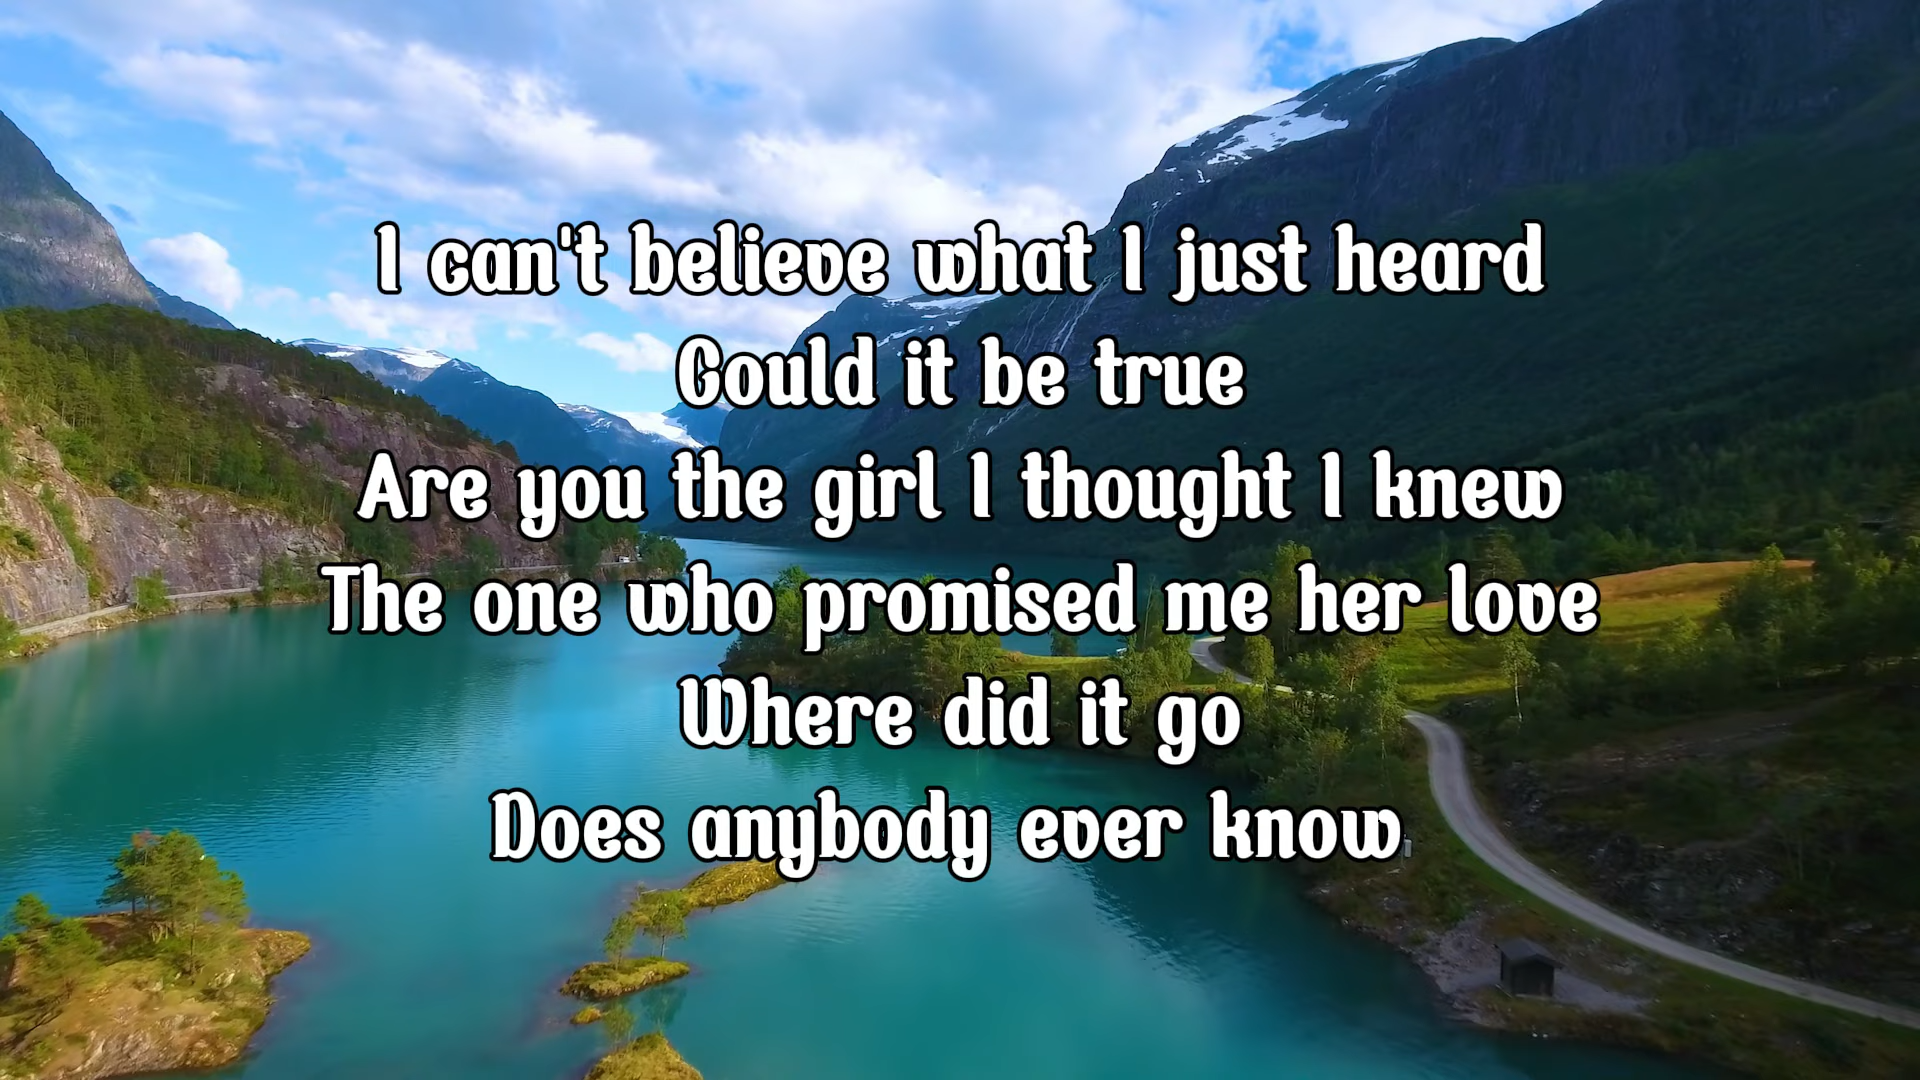 I can't believe what I just heard
Could it be true
Are you the girl I thought I knew
The one who promised me her love
Where did it go
Does anybody ever know